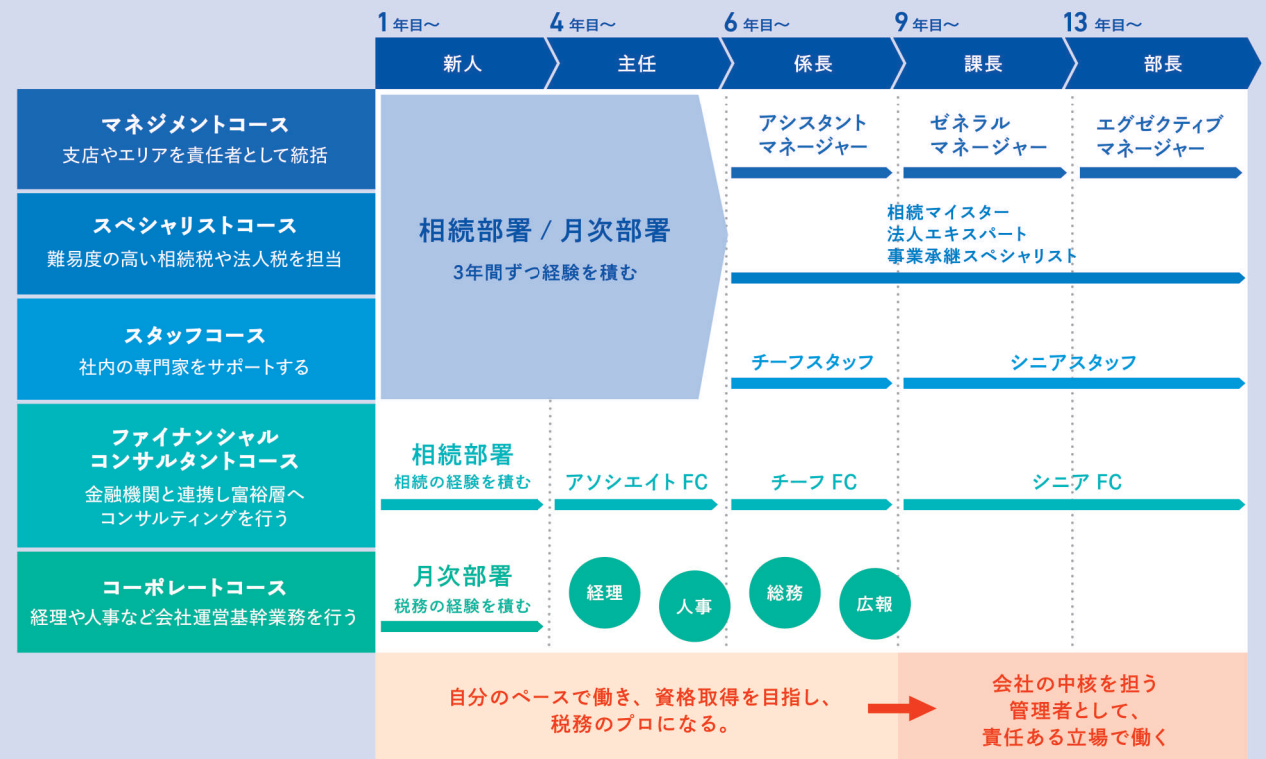 1 年目〜
4 年目〜
6 年目〜
9 年目〜
13 年目〜
新人
主任
係長
課長
部長
マネジメントコース
支店やエリアを責任者として統括
アシスタント
マネージャー
ゼネラル
マネージャー
エグゼクティブ
マネージャー
スペシャリストコース
難易度の高い相続税や法人税を担当
相続部署 / 月次部署
3年間ずつ経験を積む
相続マイスター
法人エキスパート
事業承継スペシャリスト
スタッフコース
社内の専門家をサポートする
チーフスタッフ
シニアスタッフ
ファイナンシャル
コンサルタントコース
金融機関と連携し富裕層へ
コンサルティングを行う
相続部署
相続の経験を積む
アソシエイト FC
チーフ FC
シニア FC
コーポレートコース
経理や人事など会社運営基幹業務を行う
月次部署
税務の経験を積む
経理
人事
総務
広報
自分のペースで働き、資格取得を目指し、
税務のプロになる。
会社の中核を担う
管理者として、
責任ある立場で働く